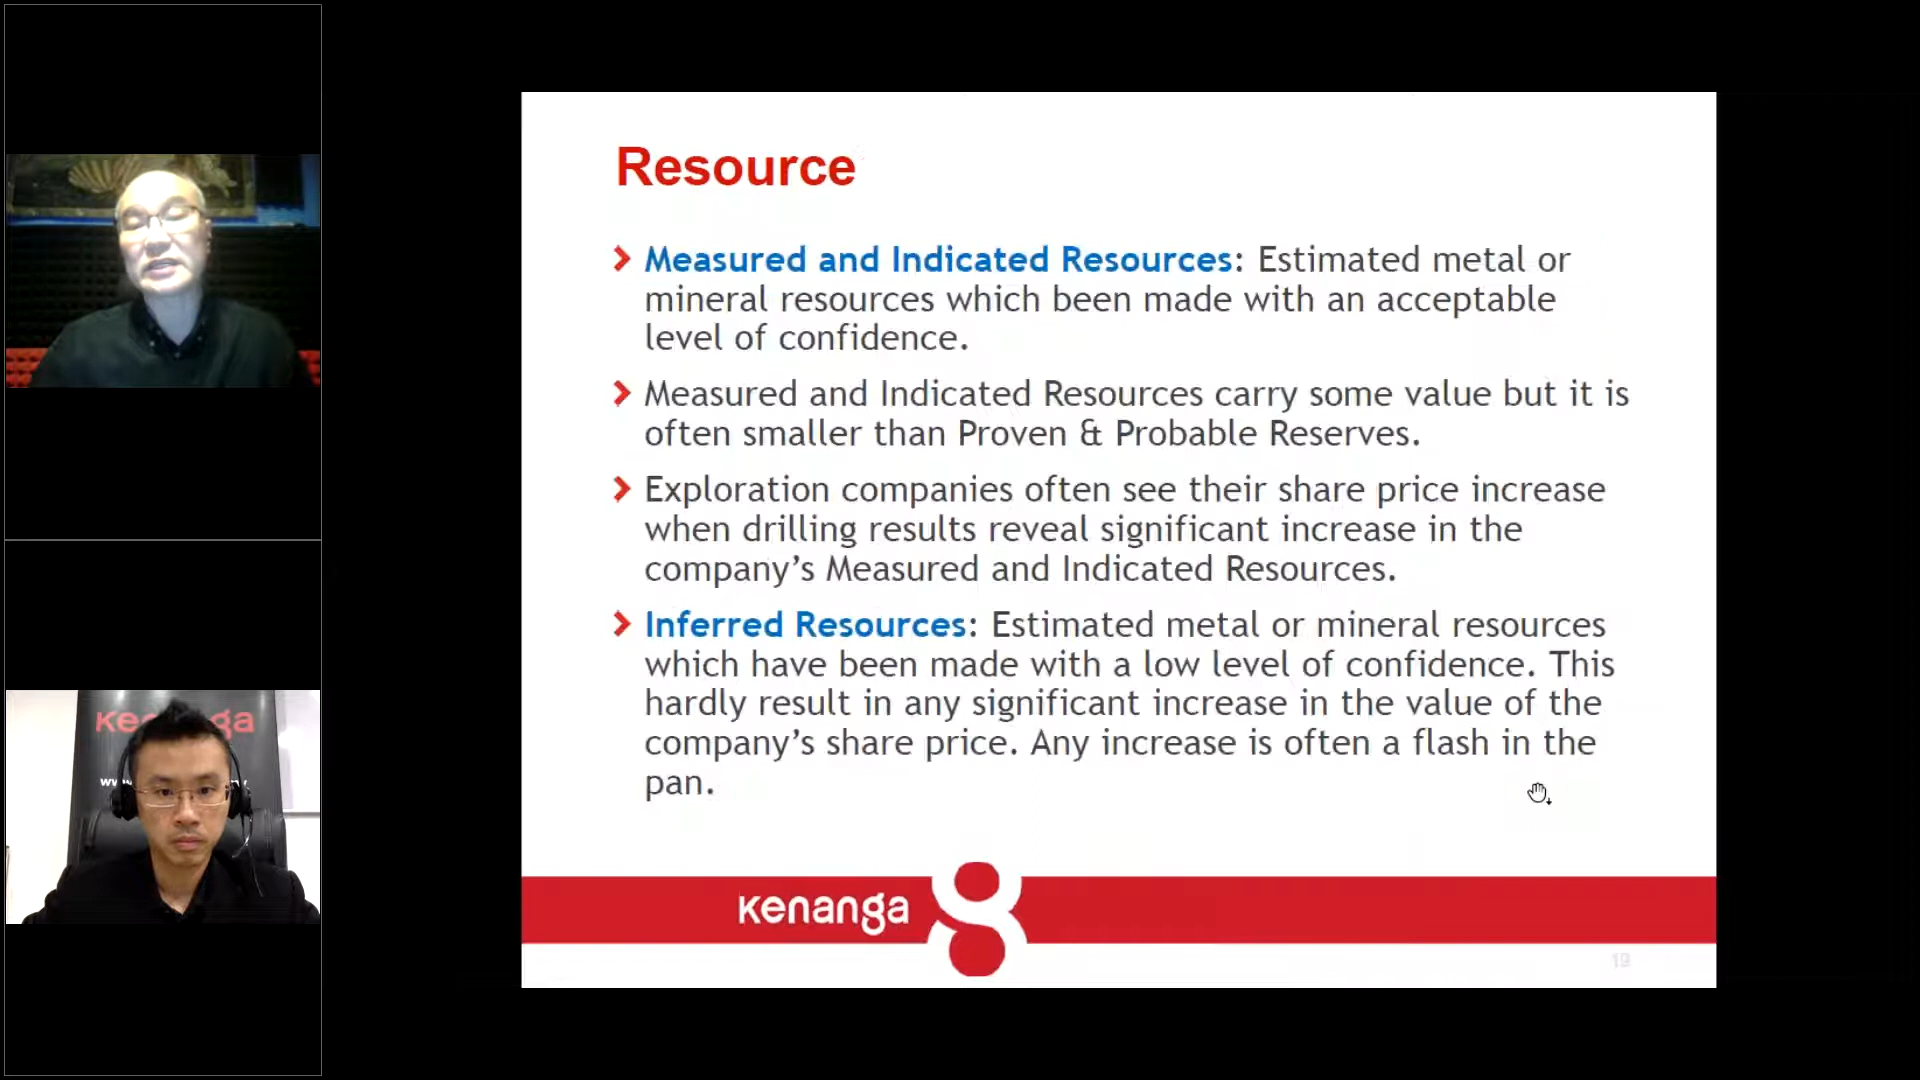 Resource
Measured and Indicated Resources: Estimated metal or
mineral resources which been made with an acceptable
level of confidence.
Measured and Indicated Resources carry some value but it is
often smaller than Proven & Probable Reserves.
Exploration companies often see their share price increase
when drilling results reveal significant increase in the
company’s Measured and Indicated Resources.
Inferred Resources: Estimated metal or mineral resources
which have been made with a low level of confidence. This
hardly result in any significant increase in the value of the
company’s share price. Any increase is often a flash in the
pan.
kenanga
19